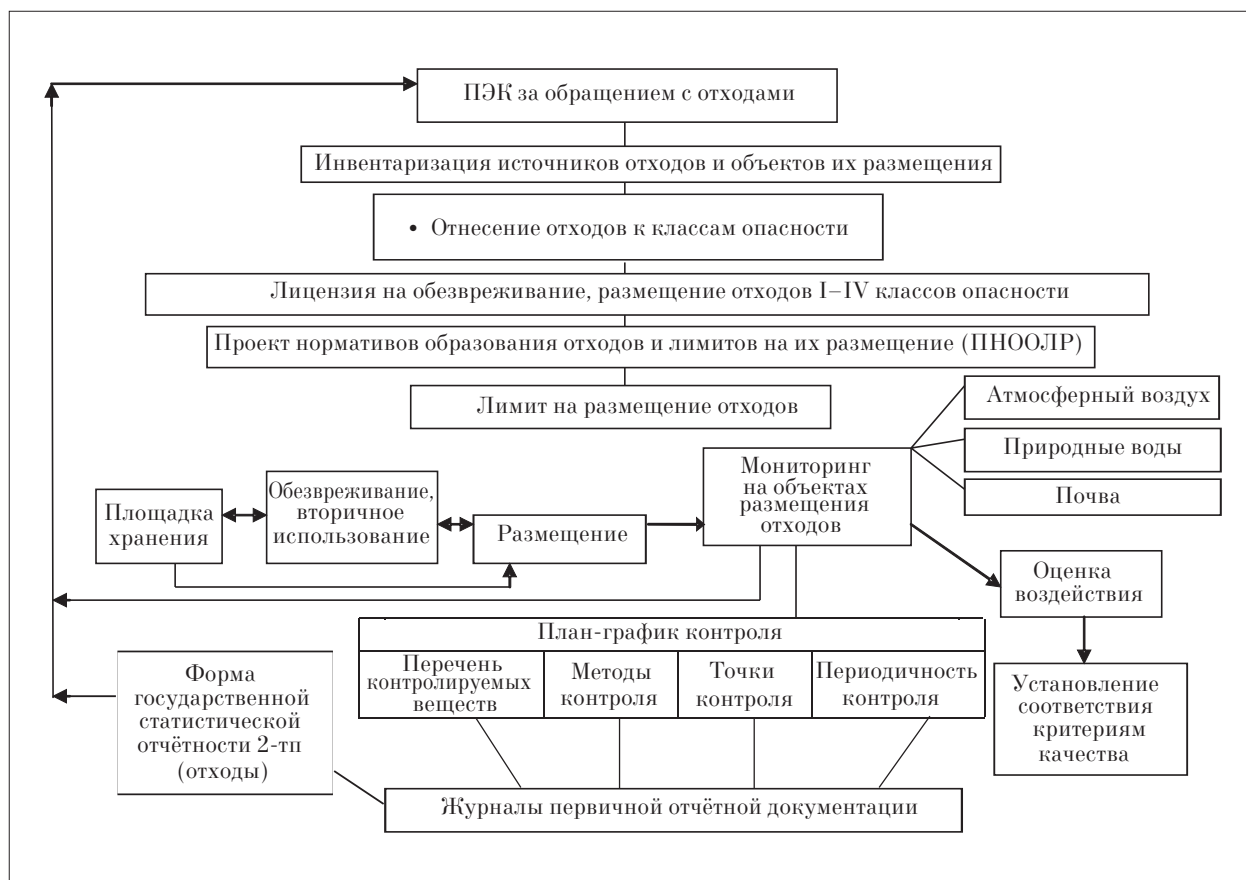 ПЭК за обращением с отходами
Инвентаризация источников отходов и объектов их размещения
• Отнесение отходов к классам опасности
Лицензия на обезвреживание, размещение отходов I–IV классов опасности
Проект нормативов образования отходов и лимитов на их размещение (ПНООЛР)
Лимит на размещение отходов
Атмосферный воздух
Природные воды
Почва
Мониторинг
на объектах
размещения
отходов
Площадка
хранения
Обезвреживание,
вторичное
использование
Размещение
Оценка
воздействия
Установление
соответствия
критериям
качества
План-график контроля
Перечень
контролируемых
веществ
Методы
контроля
Точки
контроля
Периодичность
контроля
Форма
государственной
статистической
отчётности 2-тп
(отходы)
Журналы первичной отчётной документации